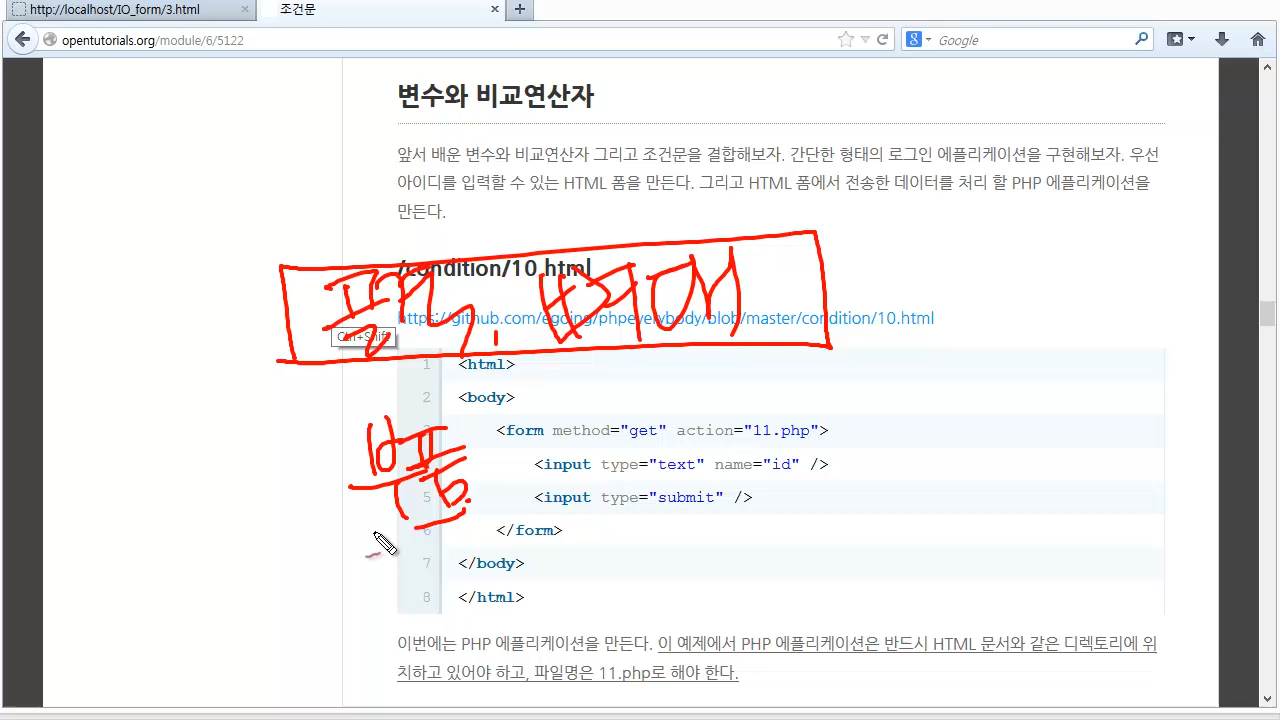 http://localhost/IO_form/3.html
조건문
opentutorials.org/module/6/5122
Google
변수와 비교연산자
앞서 배운 변수와 비교연산자 그리고 조건문을 결합해보자. 간단한 형태의 로그인 에플리케이션을 구현해보자. 우선
아이디를 입력할 수 있는 HTML 폼을 만든다. 그리고 HTML 폼에서 전송한 데이터를 처리 할 PHP 에플리케이션을
만든다.
/condition/10.html
https://github.com/egoing/phpeverybody/blob/master/condition/10.html
1 <html>
2 <body>
<form method="get" action="11.php">
<input type="text" name="id" />
5 <input type="submit" />
6 </form>
7 </body>
8 </html>
이번에는 PHP 에플리케이션을 만든다. 이 예제에서 PHP 에플리케이션은 반드시 HTML 문서와 같은 디렉토리에 위
치하고 있어야 하고, 파일명은 11.php로 해야 한다.